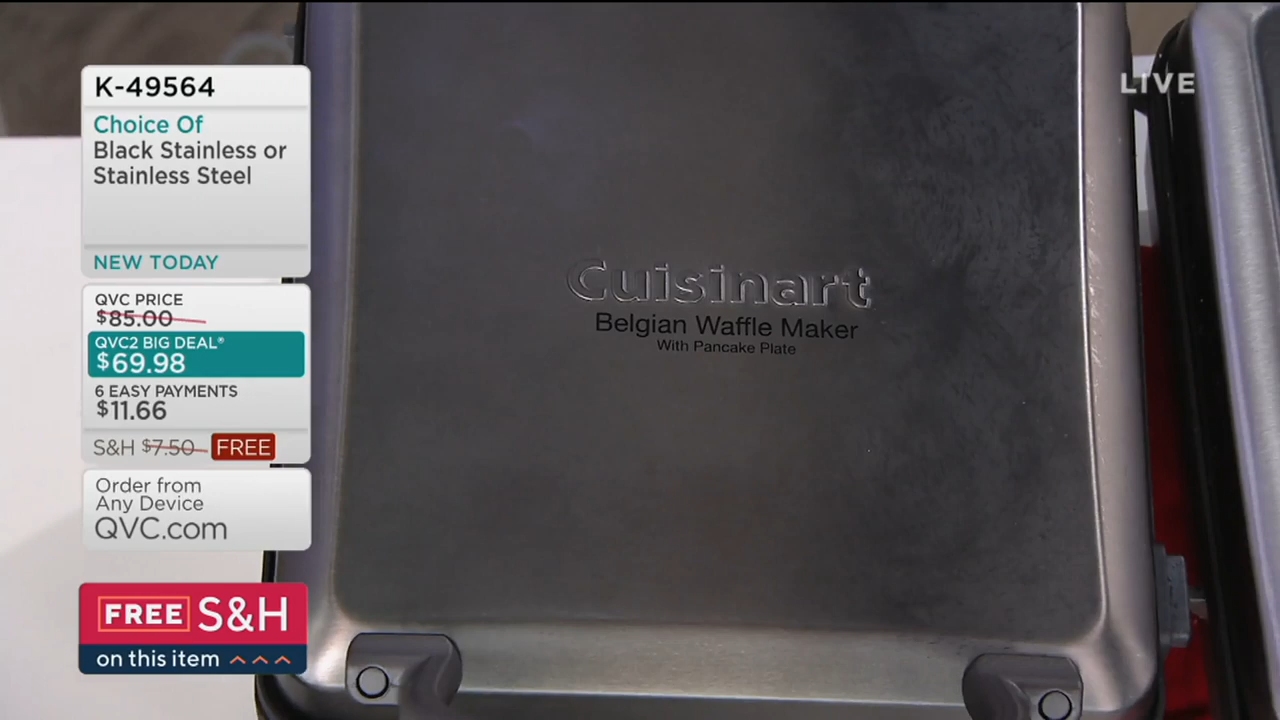 K-49564
Choice Of
Black Stainless or
Stainless Steel
NEW TODAY
QVC PRICE
$85.00
QVC2 BIG DEAL®
$69.98
6 EASY PAYMENTS
$11.66
S&H $7.50 FREE
Order from
Any Device
QVC.com
FREE S&H
on this item
LIVE
Cuisinart
Belgian Waffle Maker
With Pancake Plate